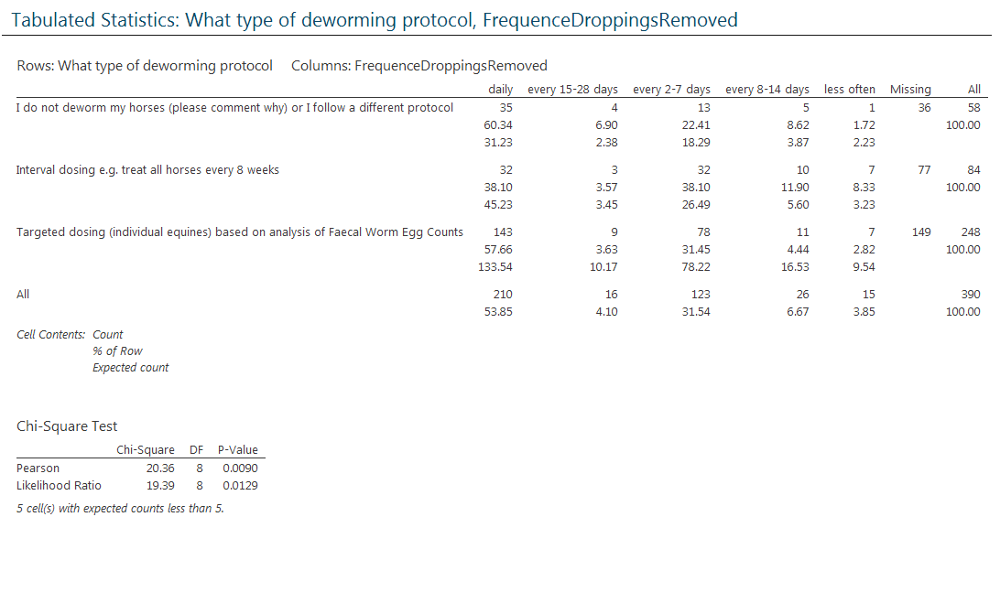 Tabulated Statistics: What type of deworming protocol, FrequenceDroppingsRemoved
Rows: What type of deworming protocol Columns: FrequenceDroppingsRemoved
daily every 15-28 days every 2-7 days every 8-14 days less often Missing All
I do not deworm my horses (please comment why) or I follow a different protocol 35 4 13 5 1 36 58
60.34 6.90 22.41 8.62 1.72 100.00
31.23 2.38 18.29 3.87 2.23
Interval dosing e.g. treat all horses every 8 weeks 32 3 32 10 7 77 84
38.10 3.57 38.10 11.90 8.33 100.00
45.23 3.45 26.49 5.60 3.23
Targeted dosing (individual equines) based on analysis of Faecal Worm Egg Counts 143 9 78 11 7 149 248
57.66 3.63 31.45 4.44 2.82 100.00
133.54 10.17 78.22 16.53 9.54
All 210 16 123 26 15 390
53.85 4.10 31.54 6.67 3.85 100.00
Cell Contents: Count
% of Row
Expected count
Chi-Square Test
Chi-Square DF P-Value
Pearson 20.36 8 0.0090
Likelihood Ratio 19.39 8 0.0129
5 cell(s) with expected counts less than 5.